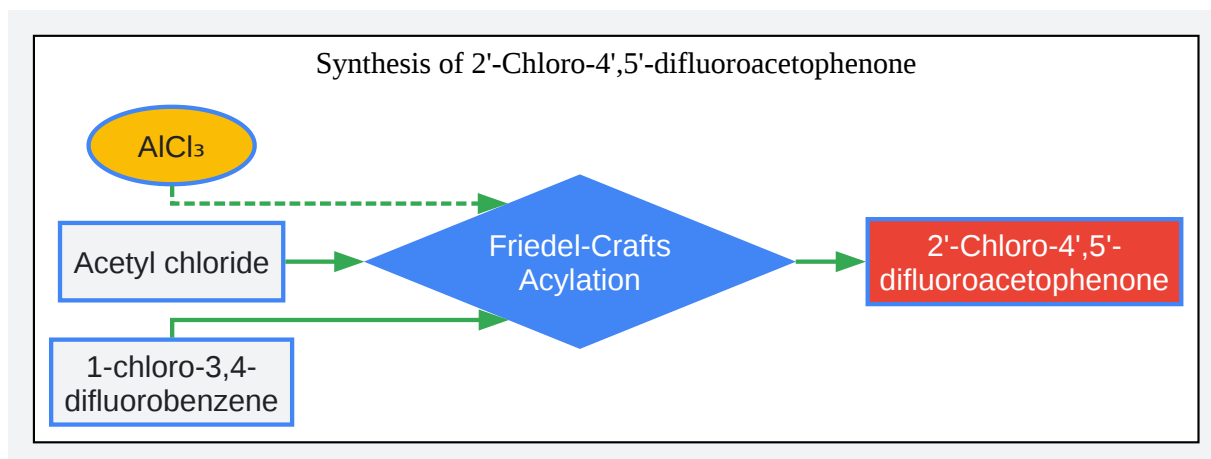 Synthesis of 2'-Chloro-4',5'-difluoroacetophenone
AlCl₃
Acetyl chloride
1-chloro-3,4-
difluorobenzene
Friedel-Crafts
Acylation
2'-Chloro-4',5'-
difluoroacetophenone